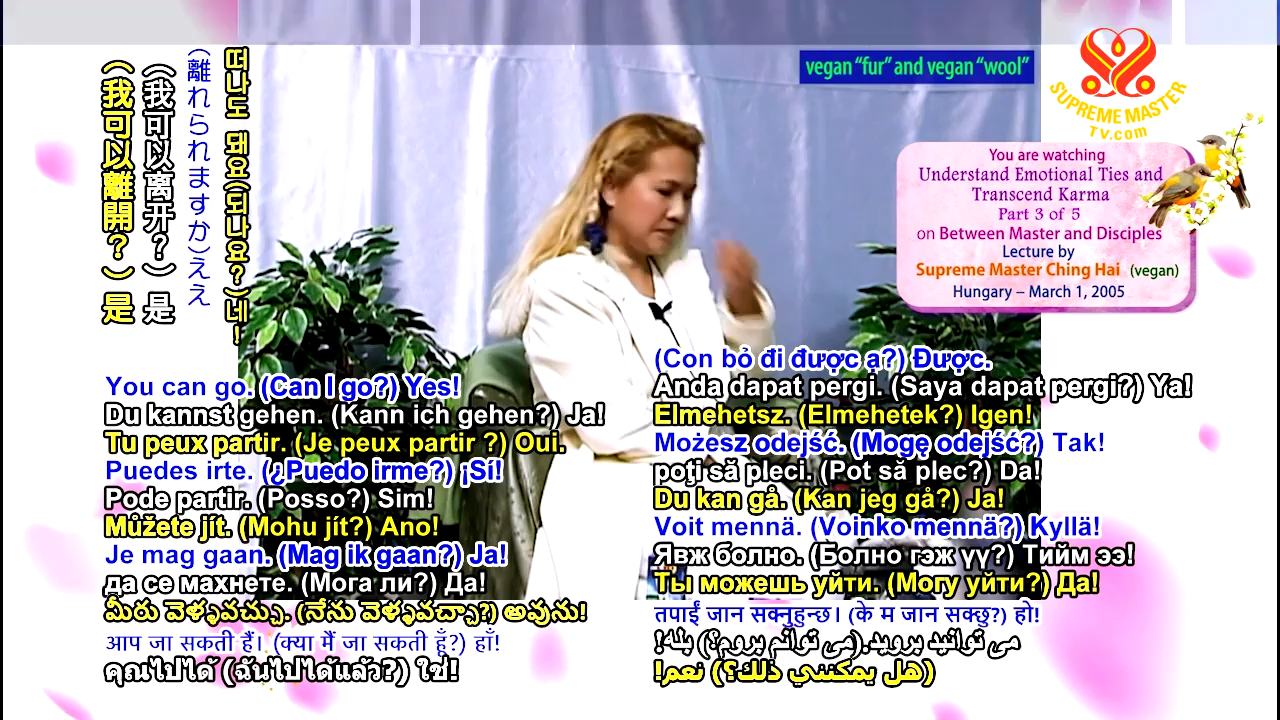 vegan “fur” and vegan “wool”
SUPREME MASTER
TV.com
You are watching
Understand Emotional Ties and
Transcend Karma
Part 3 of 5
on Between Master and Disciples
Lecture by
Supreme Master Ching Hai (vegan)
Hungary – March 1, 2005
떠나도 돼요(되나요?)네!
(離れられますか)ええ
(我可以离开？)是
(我可以離開？)是
You can go. (Can I go?) Yes!
Du kannst gehen. (Kann ich gehen?) Ja!
Tu peux partir. (Je peux partir ?) Oui.
Puedes irte. (¿Puedo irme?) ¡Sí!
Pode partir. (Posso?) Sim!
Můžete jít. (Mohu jít?) Ano!
Je mag gaan. (Mag ik gaan?) Ja!
да се махнете. (Мога ли?) Да!
మీరు వెళ్ళవచ్చు. (నేను వెళ్ళవచ్చా?) అవును!
आप जा सकती हैं। (क्या मैं जा सकती हूँ?) हाँ!
คุณไปได้ (ฉันไปได้แล้ว?) ใช่!
(Con bỏ đi được ạ?) Được.
Anda dapat pergi. (Saya dapat pergi?) Ya!
Elmehetsz. (Elmehetek?) Igen!
Możesz odejść. (Mogę odejść?) Tak!
poţi să pleci. (Pot să plec?) Da!
Du kan gå. (Kan jeg gå?) Ja!
Voit mennä. (Voinko mennä?) Kyllä!
Явж болно. (Болно гэж үү?) Тийм ээ!
Ты можешь уйти. (Могу уйти?) Да!
तपाईं जान सक्नुहुन्छ। (के म जान सक्छु?) हो!
می توانید بروید.(می توانم بروم؟) بله!
(هل يمكنني ذلك؟) نعم!